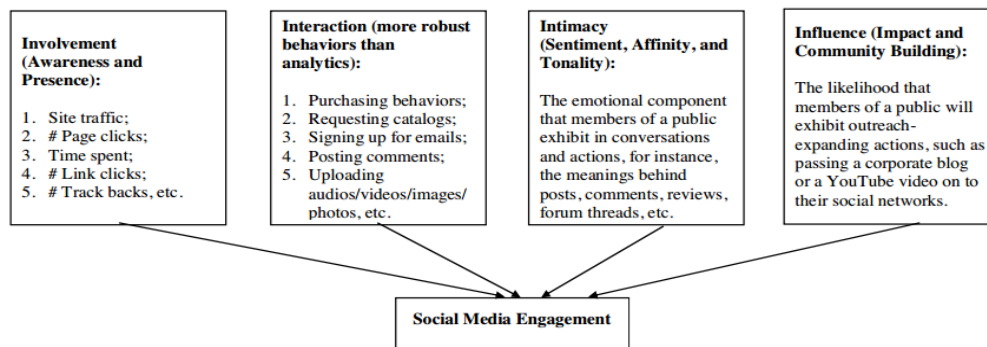 Involvement
(Awareness and
Presence):
1. Site traffic;
2. # Page clicks;
3. Time spent;
4. # Link clicks;
5. # Track backs, etc.
Interaction (more robust
behaviors than
analytics):
1. Purchasing behaviors;
2. Requesting catalogs;
3. Signing up for emails;
4. Posting comments;
5. Uploading
audios/videos/images/
photos, etc.
Intimacy
(Sentiment, Affinity, and
Tonality):
The emotional component
that members of a public
exhibit in conversations
and actions, for instance,
the meanings behind
posts, comments, reviews,
forum threads, etc.
Influence (Impact and
Community Building):
The likelihood that
members of a public will
exhibit outreach-
expanding actions, such as
passing a corporate blog
or a YouTube video on to
their social networks.
Social Media Engagement